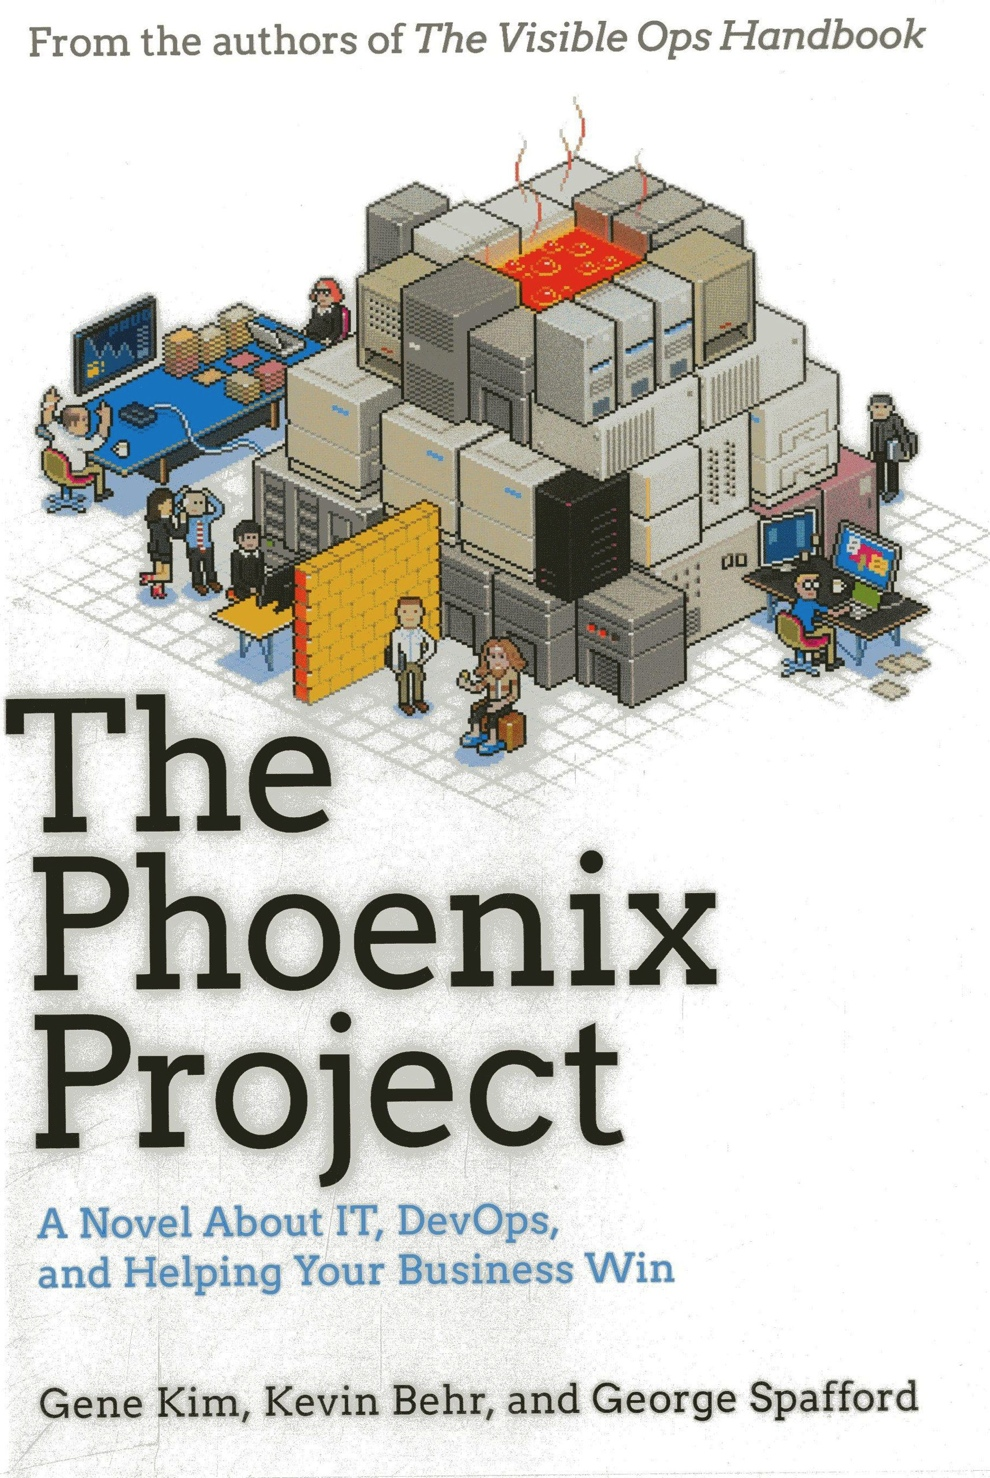 From the authors of The Visible Ops Handbook
The
Phoenix
Project
A Novel About IT, DevOps,
and Helping Your Business Win
Gene Kim, Kevin Behr, and George Spafford